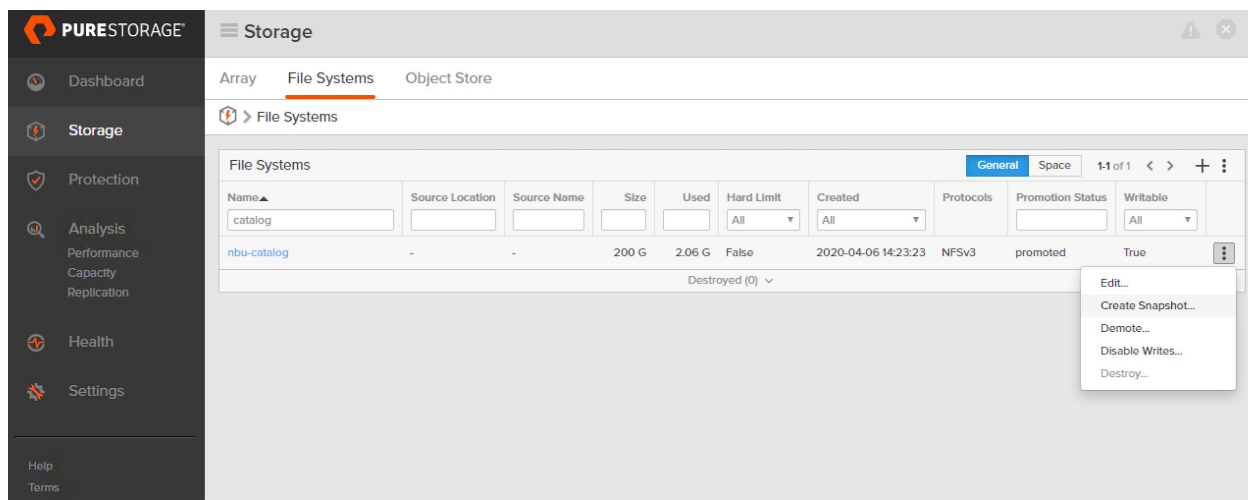 PURESTORAGE®
Storage
Dashboard
Storage
Protection
Analysis
Performance
Capacity
Replication
Health
Settings
Help
Terms
Array File Systems Object Store
> File Systems
File Systems General Space 1-1 of 1 < > +
Name Source Location Source Name Size Used Hard Limit Created Protocols Promotion Status Writable
catalog All All All
nbu-catalog - - 200 G 2.06 G False 2020-04-06 14:23:23 NFSv3 promoted True
Destroyed (0)
Edit...
Create Snapshot...
Demote...
Disable Writes...
Destroy...